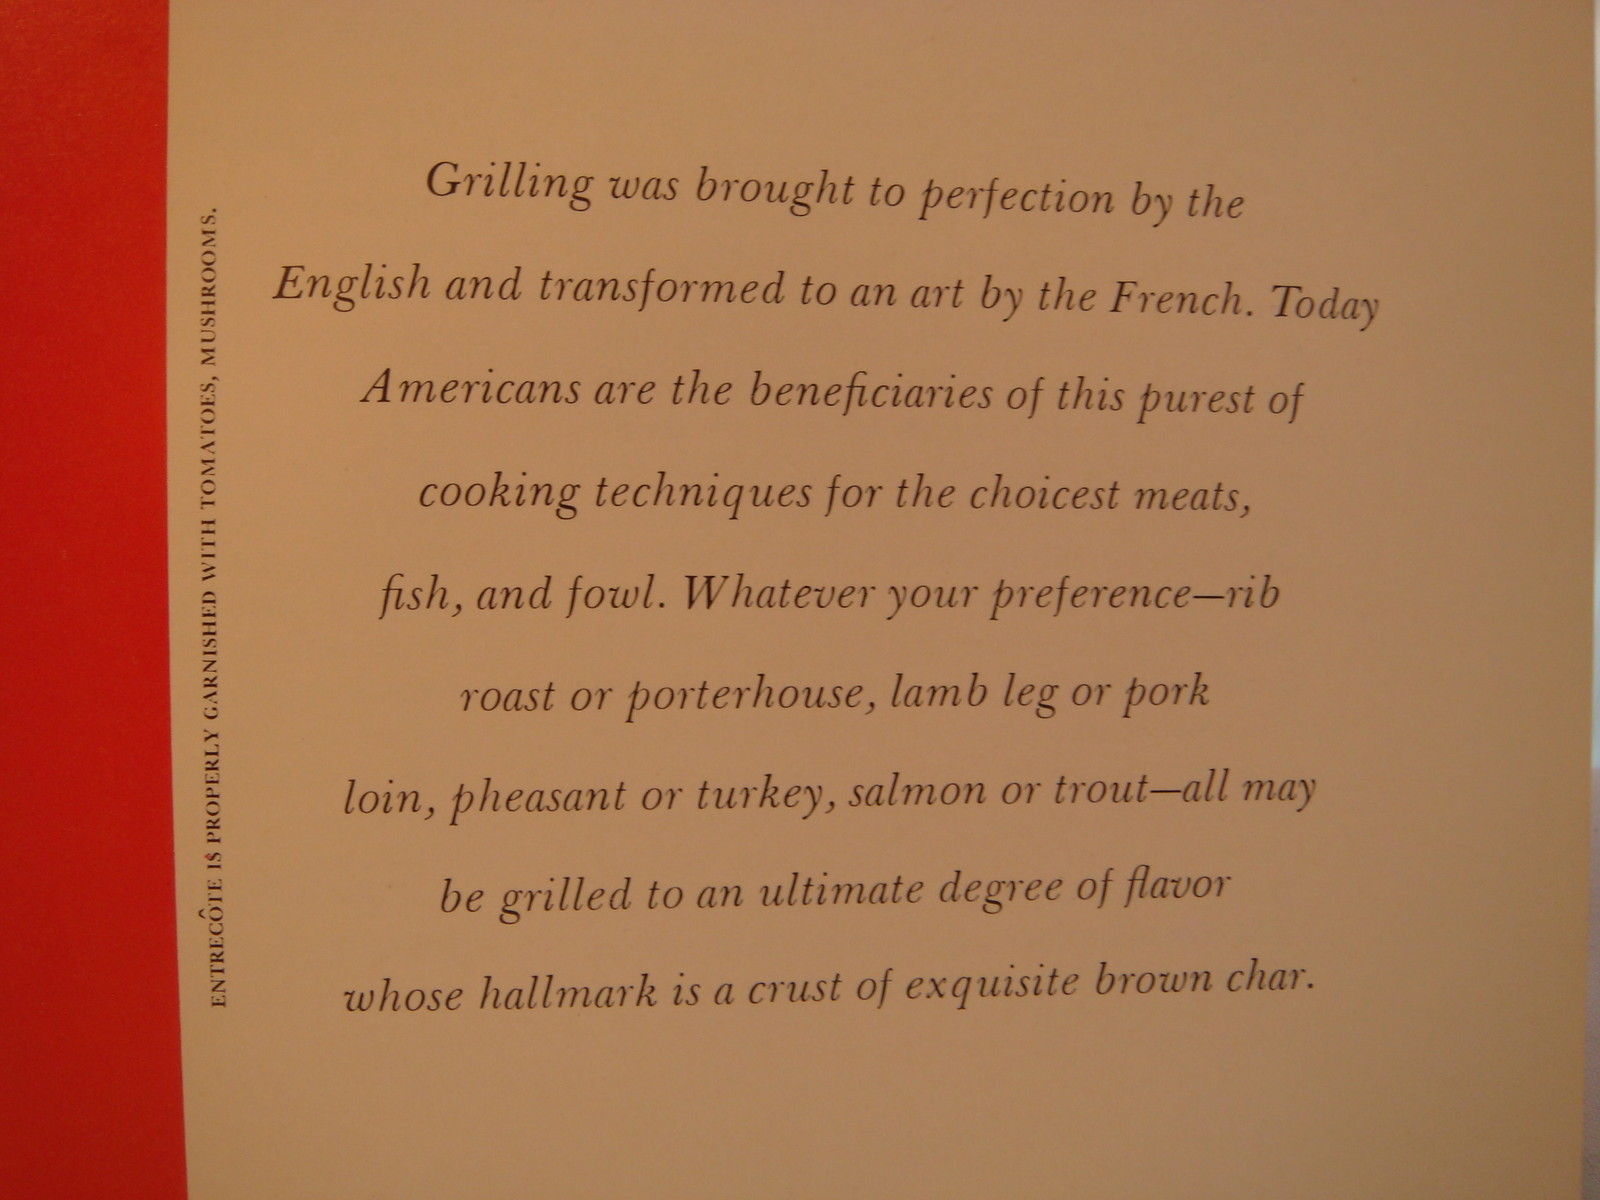 ENTRECÔTE IS PROPERLY GARNISHED WITH TOMATOES, MUSHROOMS.
Grilling was brought to perfection by the
English and transformed to an art by the French. Today
Americans are the beneficiaries of this purest of
cooking techniques for the choicest meats,
fish, and fowl. Whatever your preference—rib
roast or porterhouse, lamb leg or pork
loin, pheasant or turkey, salmon or trout—all may
be grilled to an ultimate degree of flavor
whose hallmark is a crust of exquisite brown char.